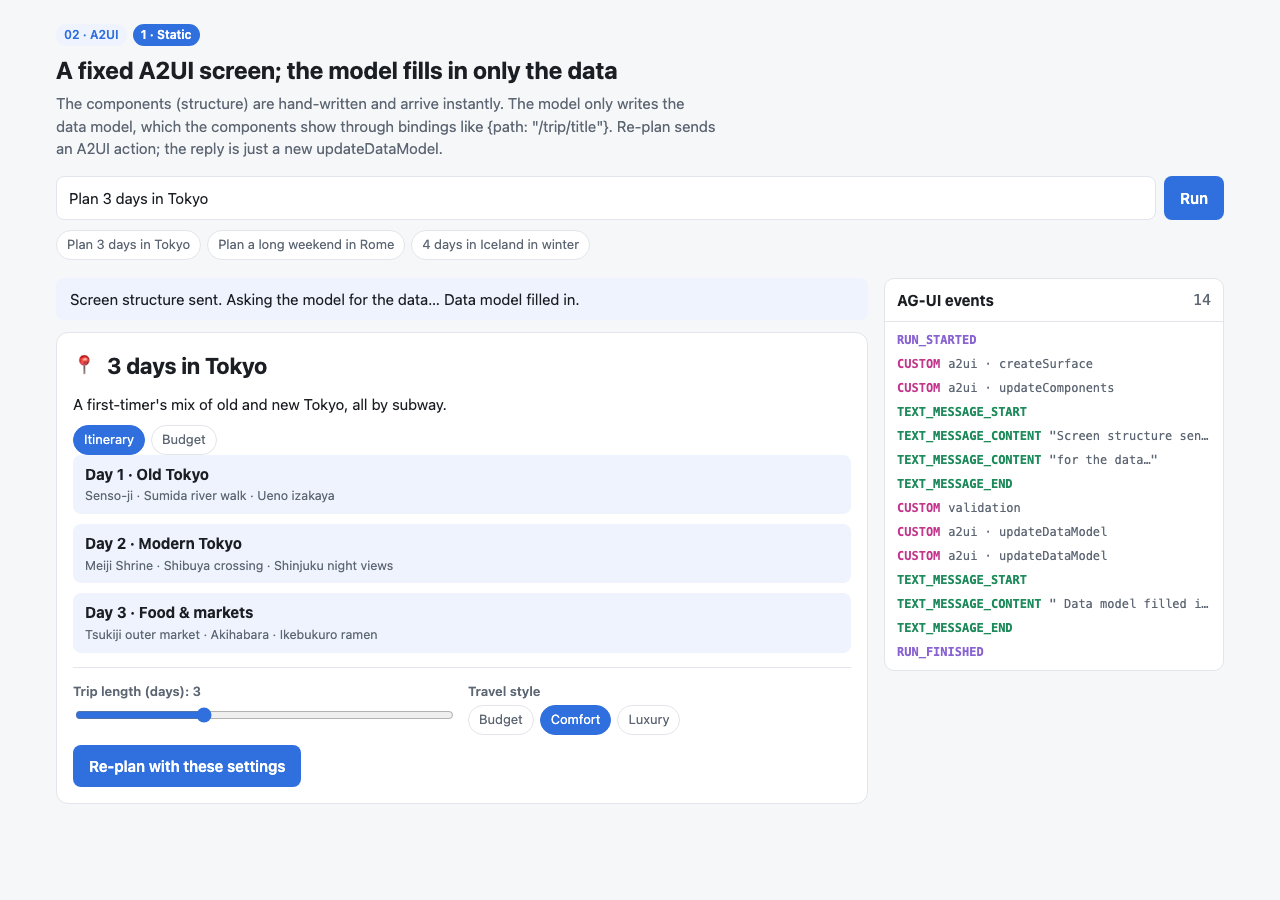 02 · A2UI
1 · Static
A fixed A2UI screen; the model fills in only the data
The components (structure) are hand-written and arrive instantly. The model only writes the
data model, which the components show through bindings like {path: "/trip/title"}. Re-plan sends
an A2UI action; the reply is just a new updateDataModel.
Plan 3 days in Tokyo
Run
Plan 3 days in Tokyo
Plan a long weekend in Rome
4 days in Iceland in winter
Screen structure sent. Asking the model for the data… Data model filled in.
3 days in Tokyo
A first-timer's mix of old and new Tokyo, all by subway.
Itinerary
Budget
Day 1 · Old Tokyo
Senso-ji · Sumida river walk · Ueno izakaya
Day 2 · Modern Tokyo
Meiji Shrine · Shibuya crossing · Shinjuku night views
Day 3 · Food & markets
Tsukiji outer market · Akihabara · Ikebukuro ramen
Trip length (days): 3
Travel style
Budget
Comfort
Luxury
Re-plan with these settings
AG-UI events
14
RUN_STARTED
CUSTOM a2ui · createSurface
CUSTOM a2ui · updateComponents
TEXT_MESSAGE_START
TEXT_MESSAGE_CONTENT "Screen structure sen…
TEXT_MESSAGE_CONTENT "for the data…"
TEXT_MESSAGE_END
CUSTOM validation
CUSTOM a2ui · updateDataModel
CUSTOM a2ui · updateDataModel
TEXT_MESSAGE_START
TEXT_MESSAGE_CONTENT " Data model filled i…
TEXT_MESSAGE_END
RUN_FINISHED